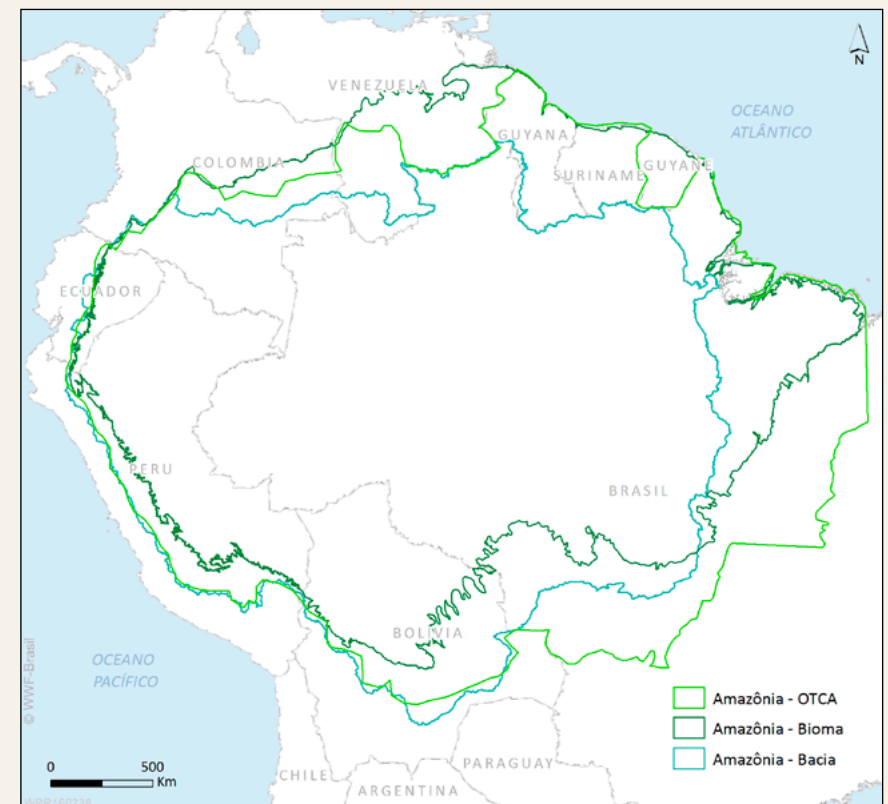 N
VENEZUELA
OCEANO
ATLÂNTICO
GUYANA
COLOMBIA
GUYANE
SURINAME
ECUADOR
PERU
BRASIL
BOLIVIA
OCEANO
PACÍFICO
© WWF-Brasil
Amazônia - OTCA
Amazônia - Bioma
Amazônia - Bacia
0 500
Km
PARAGUAY
CHILE
ARGENTINA